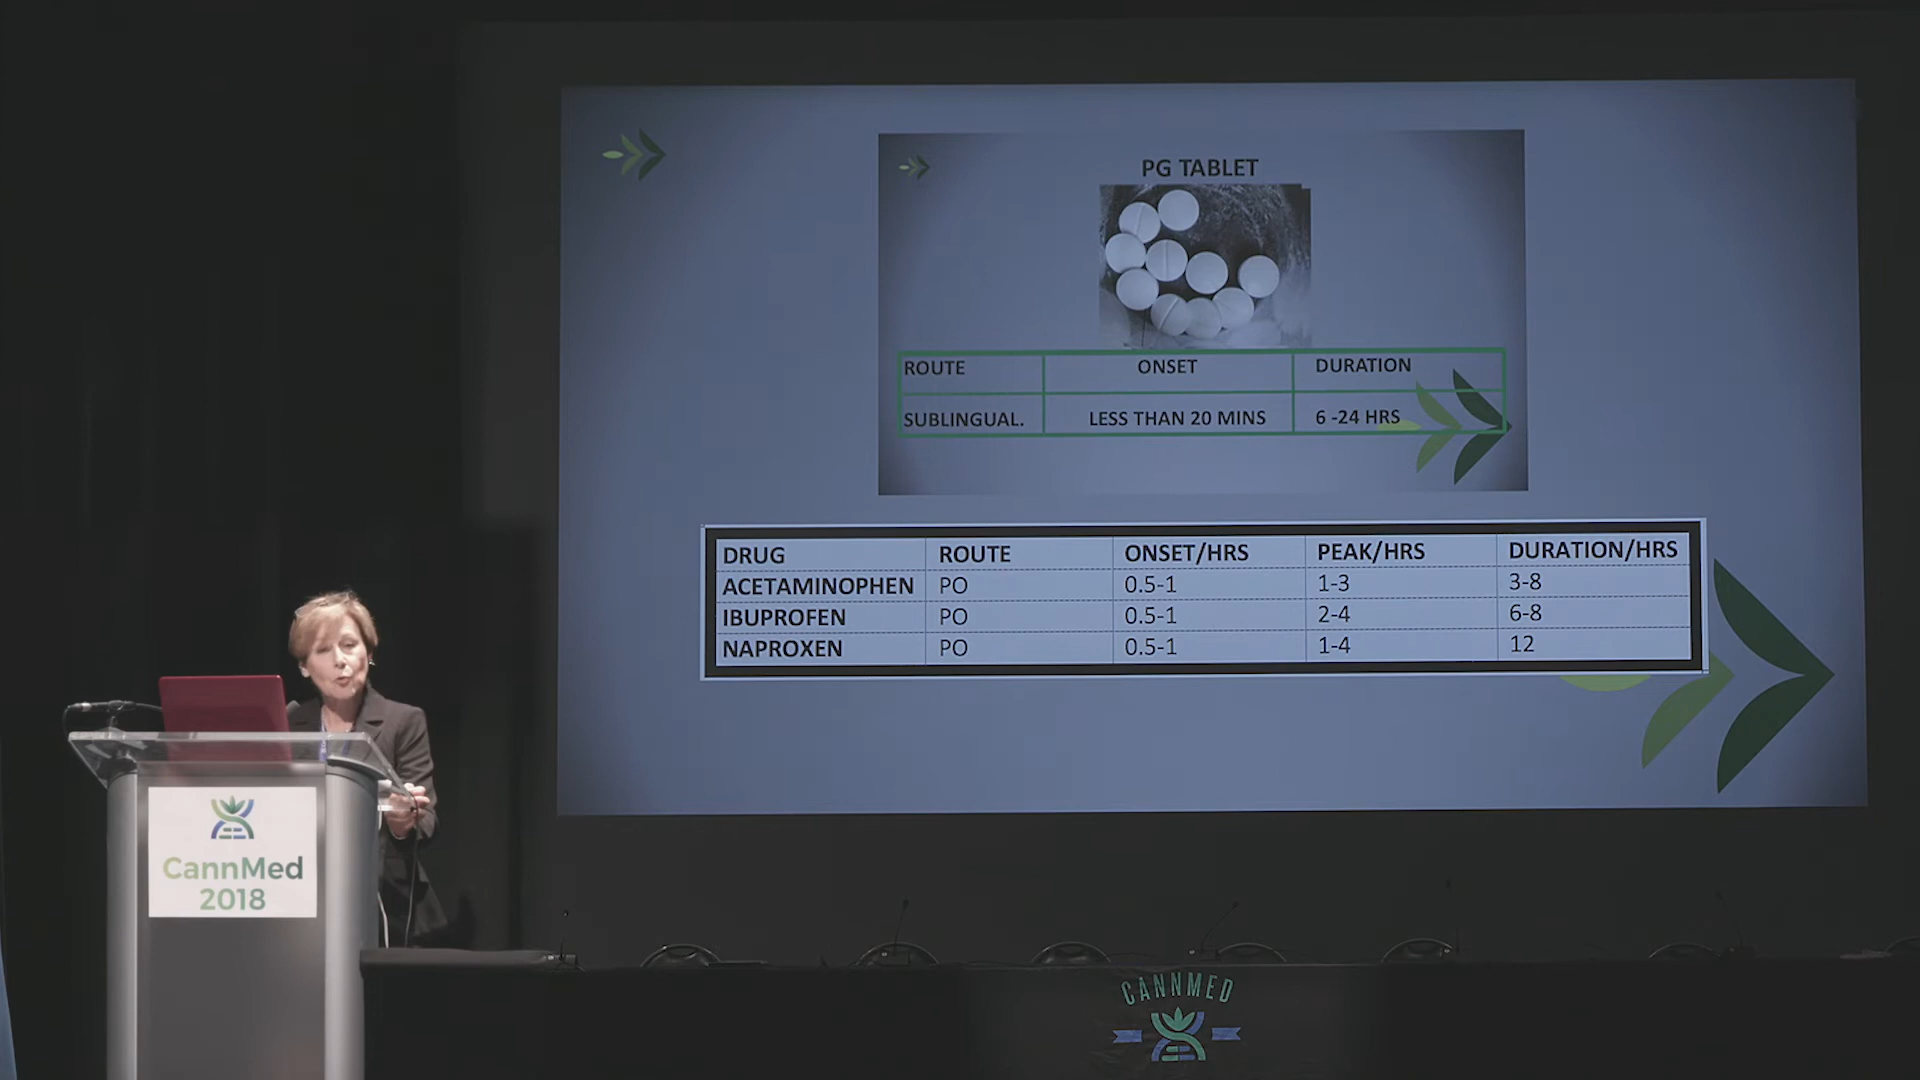 PG TABLET
ROUTE ONSET DURATION
SUBLINGUAL. LESS THAN 20 MINS 6 -24 HRS
DRUG ROUTE ONSET/HRS PEAK/HRS DURATION/HRS
ACETAMINOPHEN PO 0.5-1 1-3 3-8
IBUPROFEN PO 0.5-1 2-4 6-8
NAPROXEN PO 0.5-1 1-4 12
CannMed
2018
CANNMED